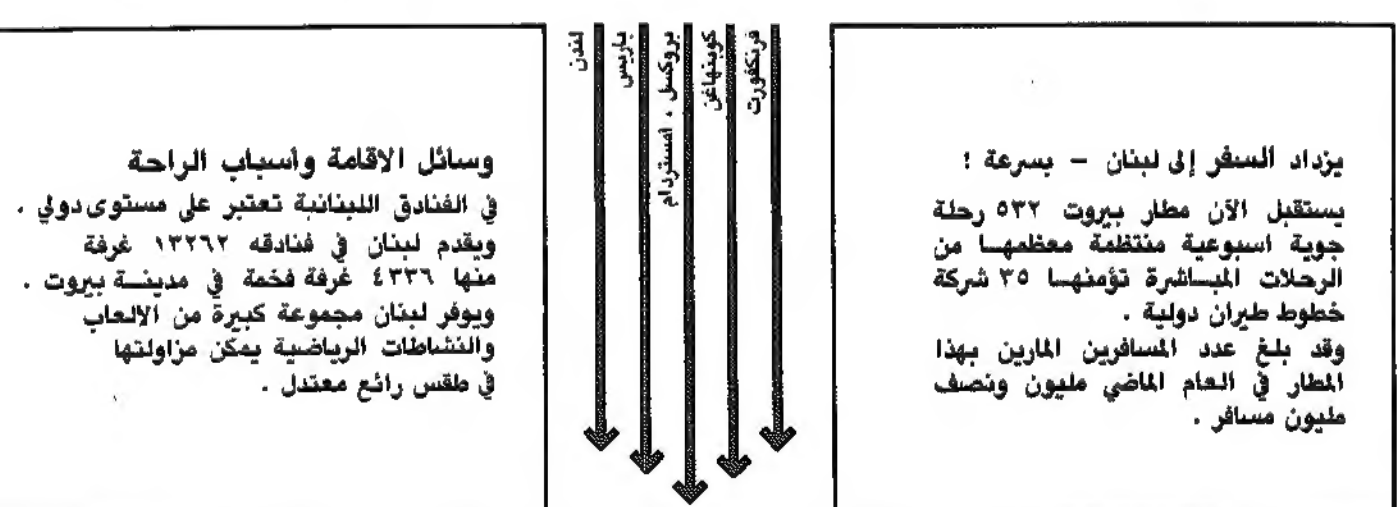 يزداد السفر إلى لبنان – بسرعة :
يستقبل الآن مطار بيروت ٥٣٢ رحلة
جوية اسبوعية منتظمة معظمهـا من
الرحلات المبـاشرة تؤمنهـا ٣٥ شركة
خطوط طيران دولية .
وقد بلغ عدد المسافرين المارين بهذا
المطار في العام الماضي مليون ونصف
مليون مسافر .
فرنكفورت
كوبنهاغن
بروكسل ، امستردام
باريس
لندن
وسائل الاقامة واسباب الراحة
في الفنادق اللبنانية تعتبر على مستوى دولي .
ويقدم لبنان في فنادقه ١٣٢٦٢ غرفة
منها ٤٣٣٦ غرفة فخمة في مدينـة بيروت .
ويوفر لبنان مجموعة كبيرة من الالعاب
والنشاطات الرياضية يمكن مزاولتها
في طقس رائع معتدل .